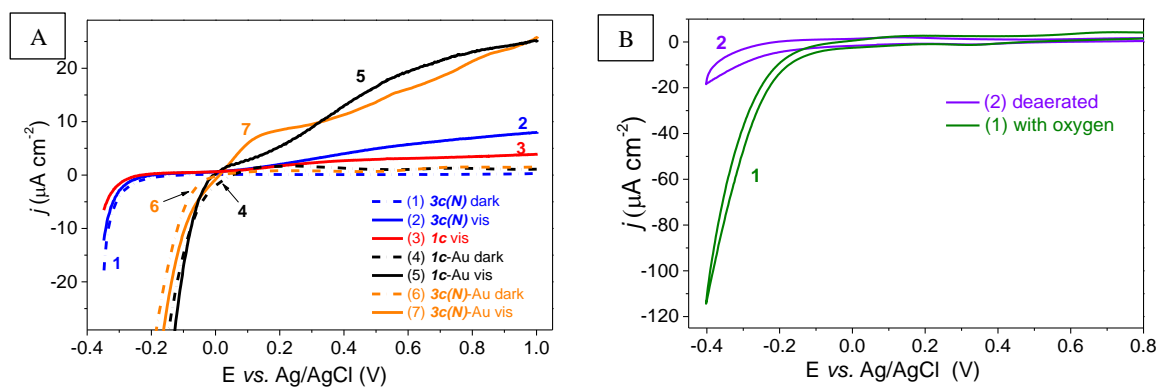 A
20
10
0
-10
-20
j (µA cm-2)
-0.4 -0.2 0.0 0.2 0.4 0.6 0.8 1.0
E vs. Ag/AgCl (V)
5
7
2
3
6
4
1
(1) 3c(N) dark
(2) 3c(N) vis
(3) 1c vis
(4) 1c-Au dark
(5) 1c-Au vis
(6) 3c(N)-Au dark
(7) 3c(N)-Au vis
B
0
-20
-40
-60
-80
-100
-120
j (µA cm-2)
-0.4 -0.2 0.0 0.2 0.4 0.6 0.8
E vs. Ag/AgCl (V)
2
1
(2) deaerated
(1) with oxygen